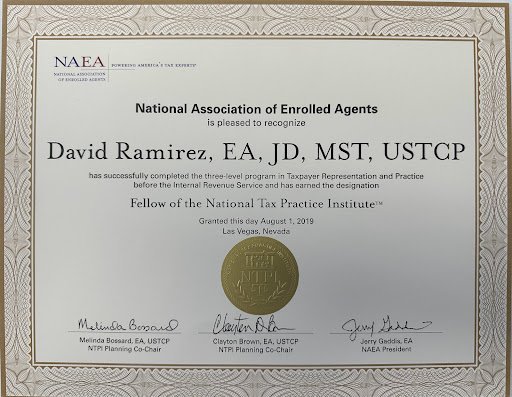 NAEA POWERING AMERICA'S TAX EXPERTS
NATIONAL ASSOCIATION
OF ENROLLED AGENTS
National Association of Enrolled Agents
is pleased to recognize
David Ramirez, EA, JD, MST, USTCP
has successfully completed the three-level program in Taxpayer Representation and Practice
before the Internal Revenue Service and has earned the designation
Fellow of the National Tax Practice Institute™
Granted this day August 1, 2019
Las Vegas, Nevada
NTPI
Melinda Bossard
Melinda Bossard, EA, USTCP
NTPI Planning Co-Chair
Clayton Brown, EA, USTCP
NTPI Planning Co-Chair
Jerry Gaddis
Jerry Gaddis, EA
NAEA President